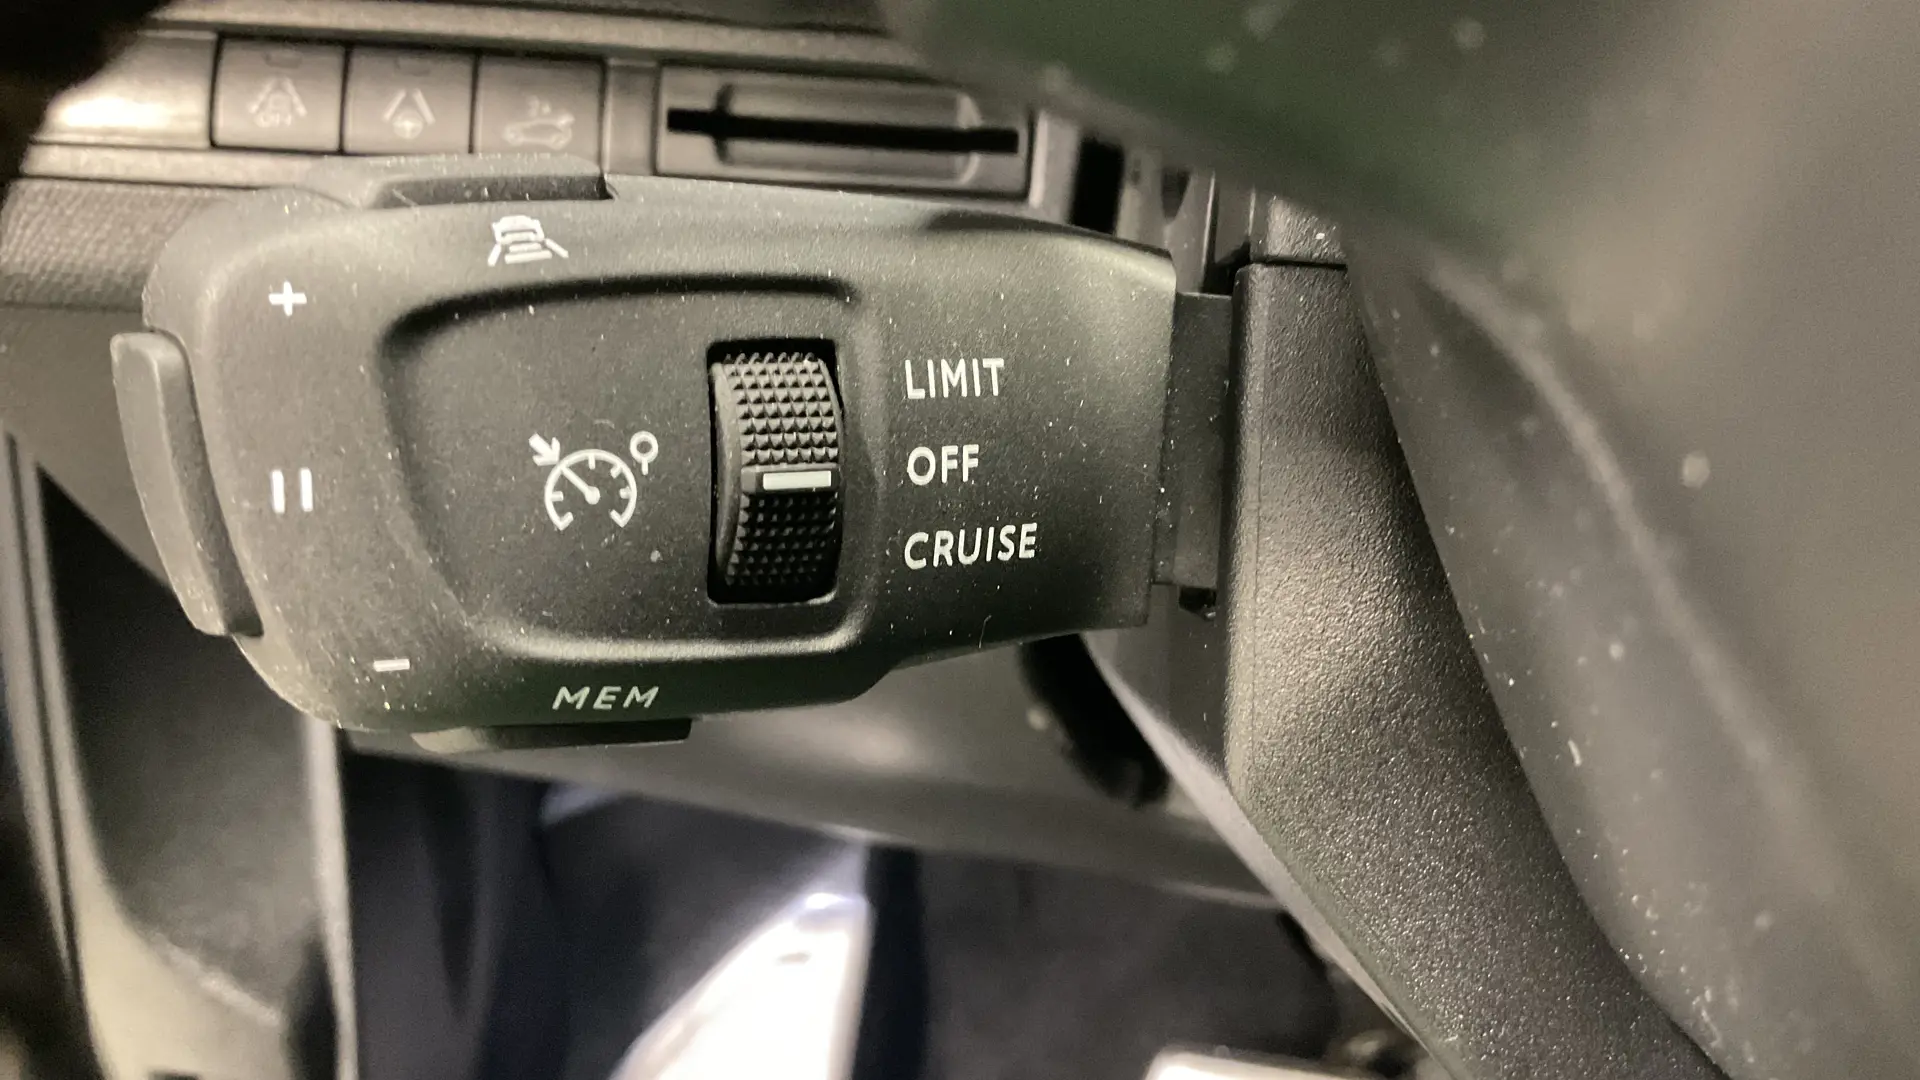 +
LIMIT
OFF
CRUISE
-
MEM